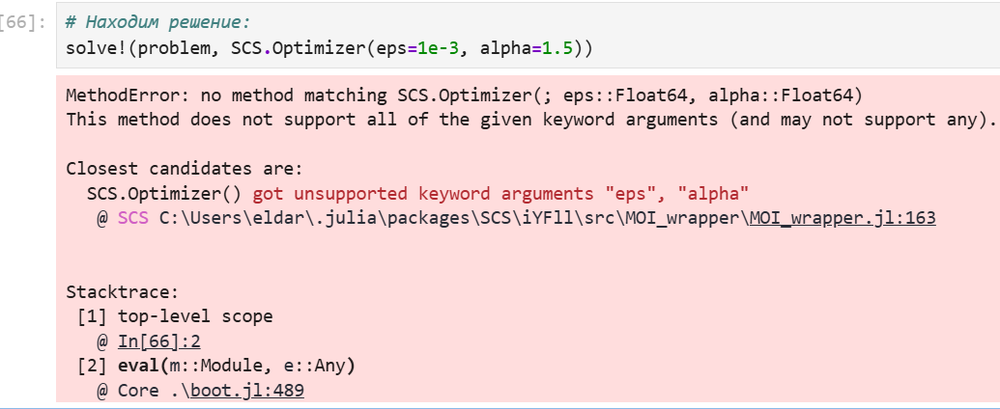 [66]: # Находим решение:
solve!(problem, SCS.Optimizer(eps=1e-3, alpha=1.5))
MethodError: no method matching SCS.Optimizer(; eps::Float64, alpha::Float64)
This method does not support all of the given keyword arguments (and may not support any).
Closest candidates are:
SCS.Optimizer() got unsupported keyword arguments "eps", "alpha"
@ SCS C:\Users\eldar\.julia\packages\SCS\iYFll\src\MOI_wrapper\MOI_wrapper.jl:163
Stacktrace:
[1] top-level scope
@ In[66]:2
[2] eval(m::Module, e::Any)
@ Core .\boot.jl:489